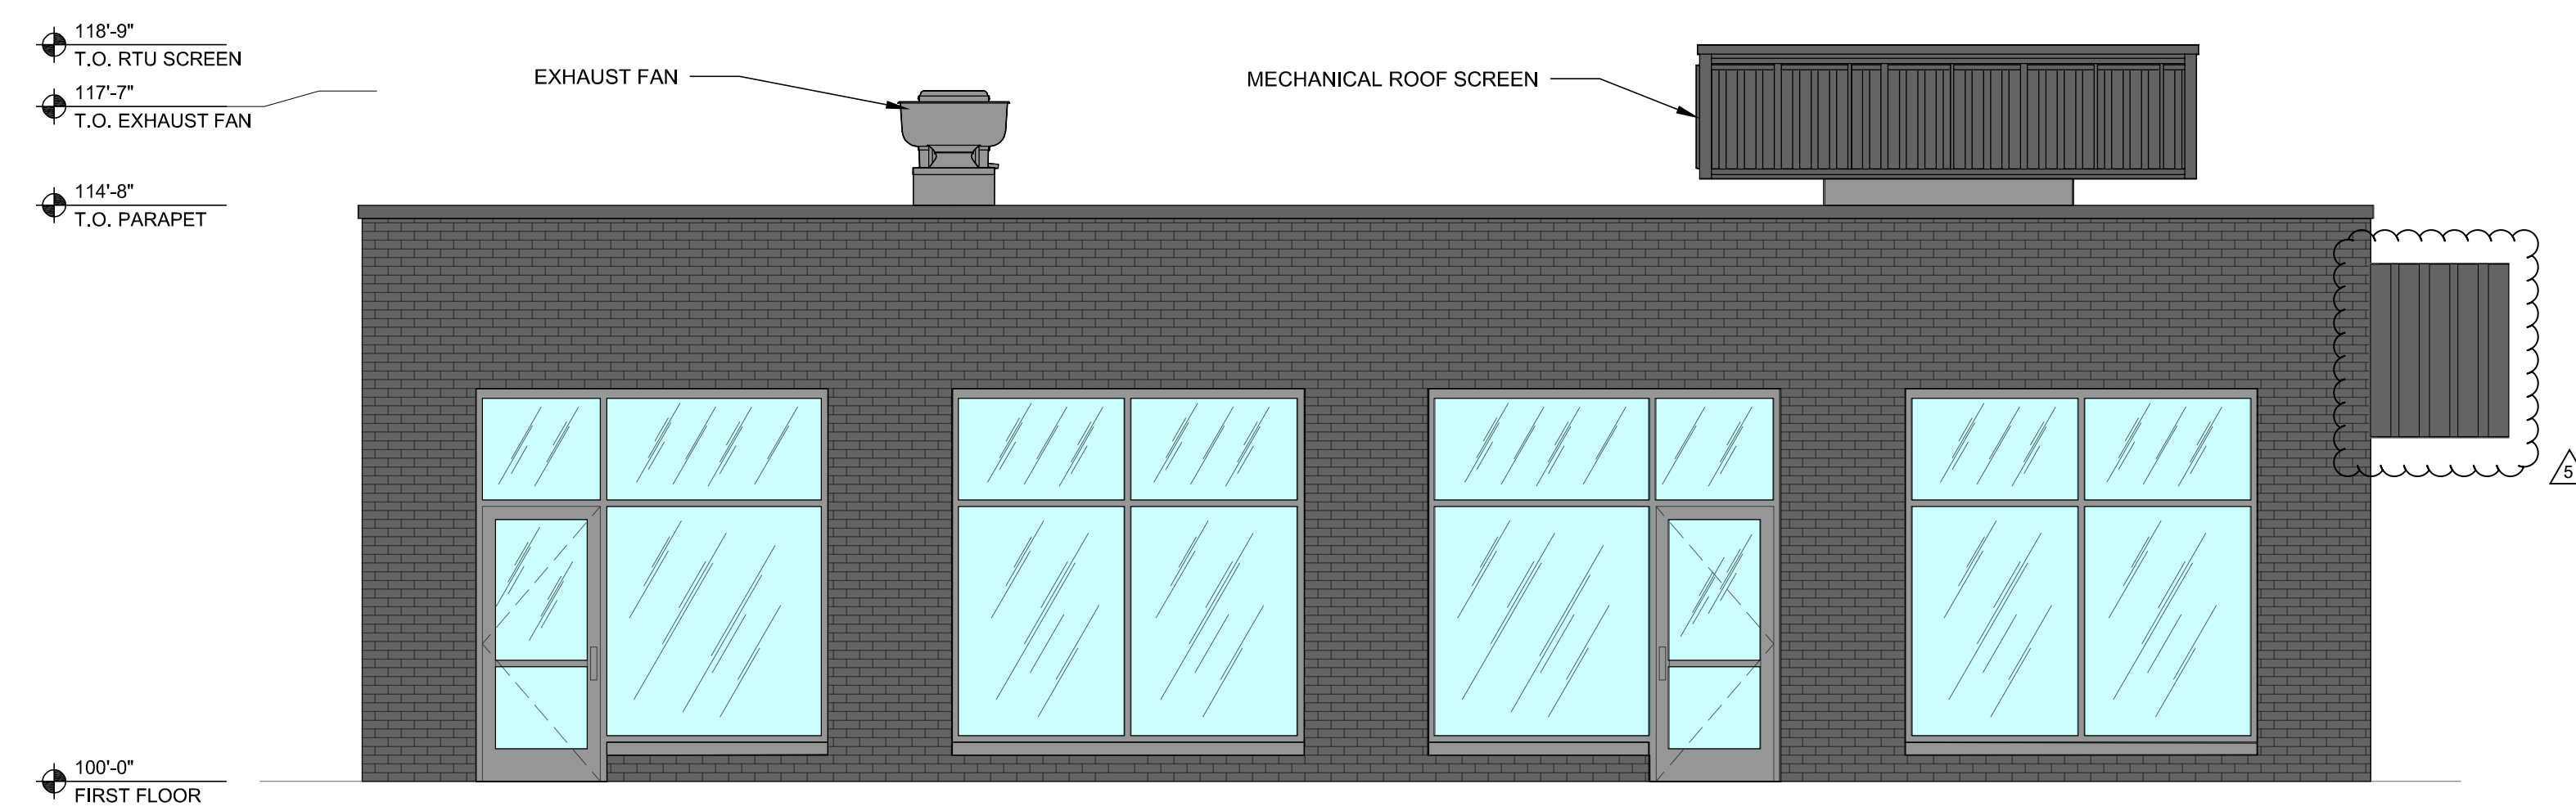 118'-9"
T.O. RTU SCREEN
117'-7"
T.O. EXHAUST FAN
EXHAUST FAN
MECHANICAL ROOF SCREEN
114'-8"
T.O. PARAPET
5
100'-0"
FIRST FLOOR